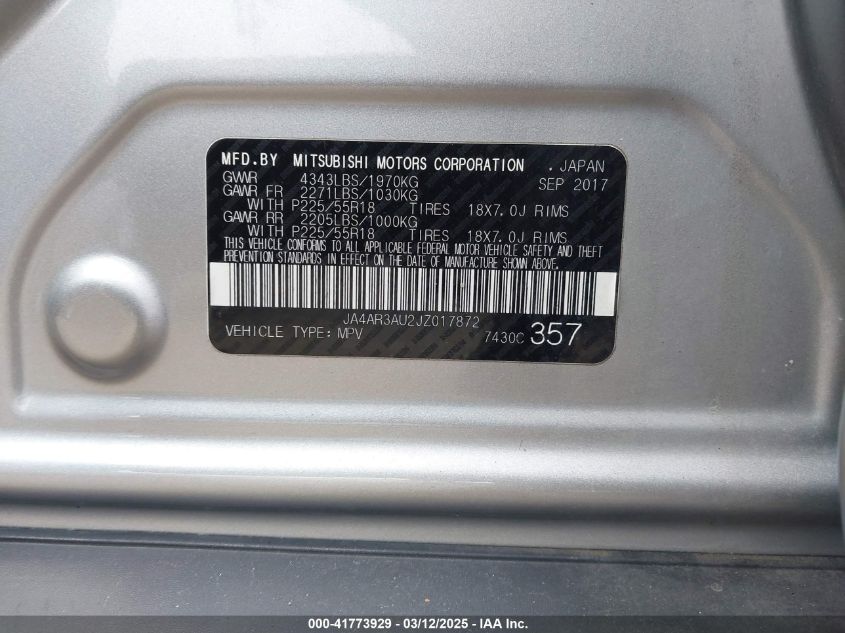 MFD.BY MITSUBISHI MOTORS CORPORATION . JAPAN
GWWR 4343LBS/1970KG SEP 2017
GAWR FR 2271LBS/1030KG
WITH P225/55R18 TIRES 18X7.0J RIMS
GAWR RR 2205LBS/1000KG
WITH P225/55R18 TIRES 18X7.0J RIMS
THIS VEHICLE CONFORMS TO ALL APPLICABLE FEDERAL MOTOR VEHICLE SAFETY AND THEFT
PREVENTION STANDARDS IN EFFECT ON THE DATE OF MANUFACTURE SHOWN ABOVE.
JA4AR3AU2JZ017872
VEHICLE TYPE: MPV 7430C 357
000-41773929 - 03/12/2025 - IAA Inc.